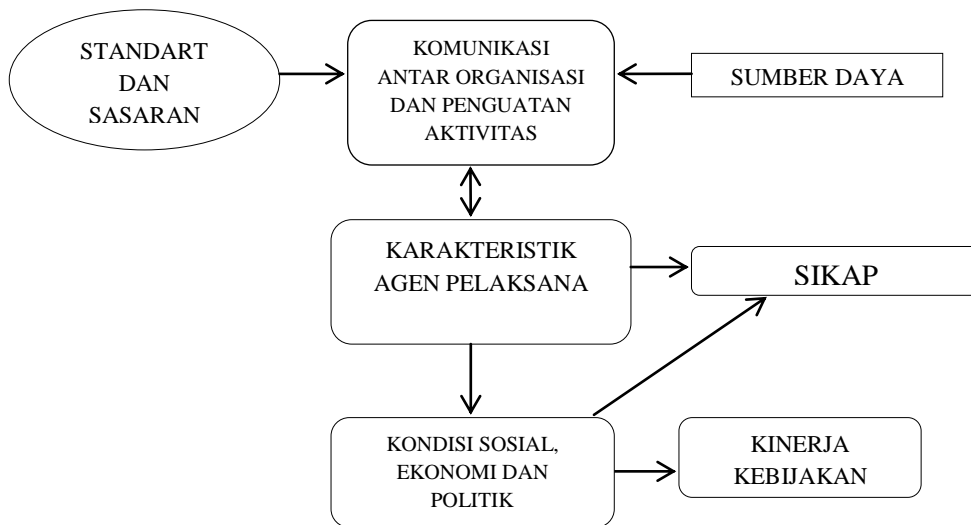 STANDART
DAN
SASARAN
KOMUNIKASI
ANTAR ORGANISASI
DAN PENGUATAN
AKTIVITAS
SUMBER DAYA
KARAKTERISTIK
AGEN PELAKSANA
SIKAP
KONDISI SOSIAL,
EKONOMI DAN
POLITIK
KINERJA
KEBIJAKAN